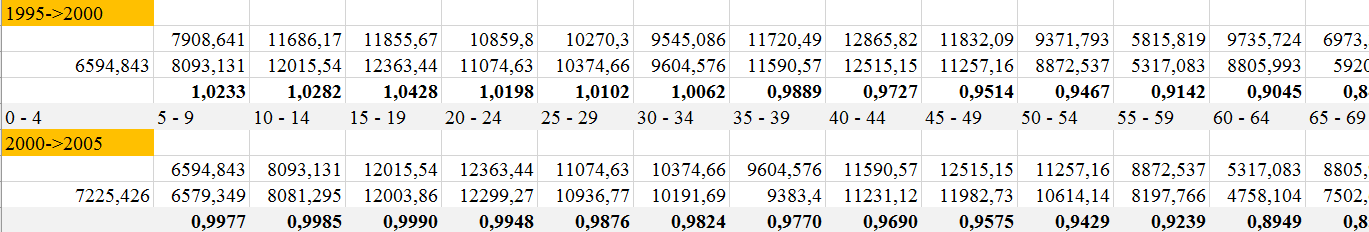 1995->2000
7908,641 11686,17 11855,67 10859,8 10270,3 9545,086 11720,49 12865,82 11832,09 9371,793 5815,819 9735,724 6973,
6594,843 8093,131 12015,54 12363,44 11074,63 10374,66 9604,576 11590,57 12515,15 11257,16 8872,537 5317,083 8805,993 5920
1,0233 1,0282 1,0428 1,0198 1,0102 1,0062 0,9889 0,9727 0,9514 0,9467 0,9142 0,9045 0,8
0 - 4 5 - 9 10 - 14 15 - 19 20 - 24 25 - 29 30 - 34 35 - 39 40 - 44 45 - 49 50 - 54 55 - 59 60 - 64 65 - 69
2000->2005
6594,843 8093,131 12015,54 12363,44 11074,63 10374,66 9604,576 11590,57 12515,15 11257,16 8872,537 5317,083 8805,
7225,426 6579,349 8081,295 12003,86 12299,27 10936,77 10191,69 9383,4 11231,12 11982,73 10614,14 8197,766 4758,104 7502,
0,9977 0,9985 0,9990 0,9948 0,9876 0,9824 0,9770 0,9690 0,9575 0,9429 0,9239 0,8949 0,8